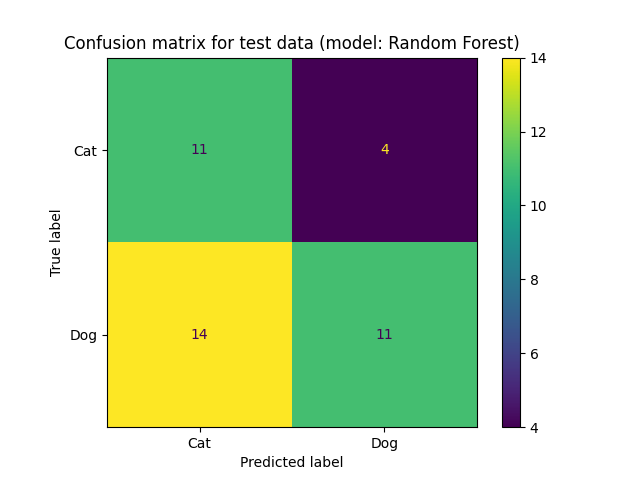 Confusion matrix for test data (model: Random Forest)
True label
Cat
11
4
Dog
14
11
Cat
Dog
Predicted label
14
12
10
8
6
4